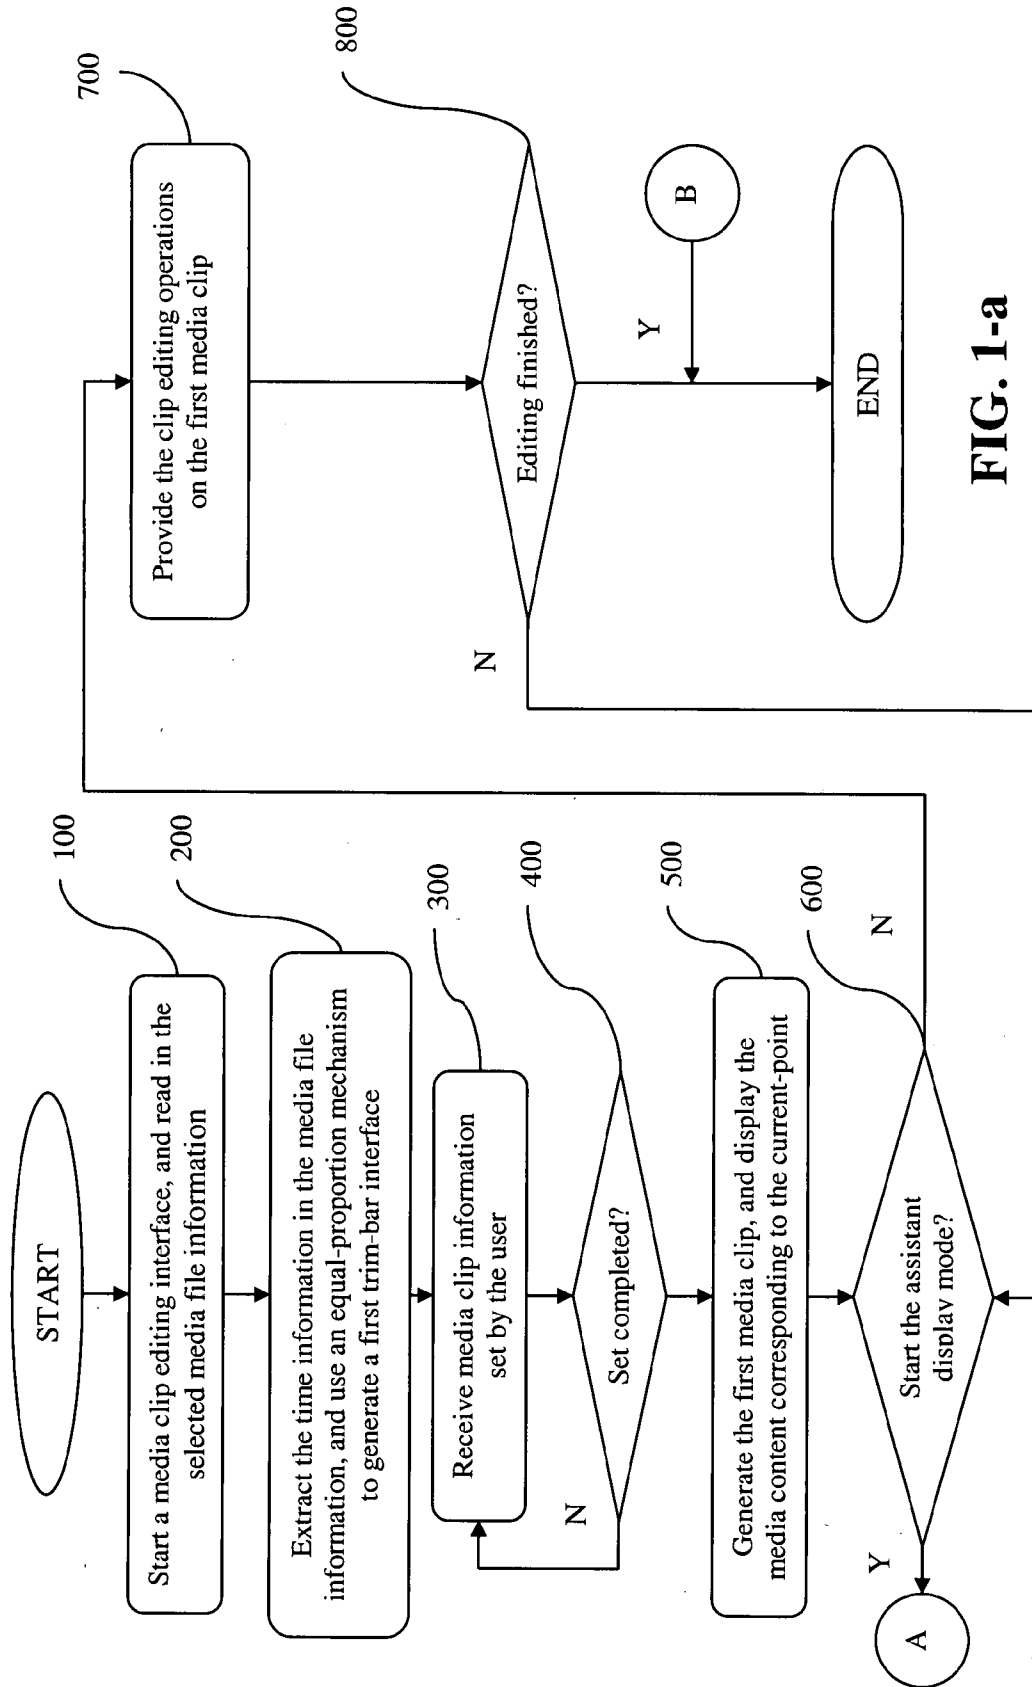 START
100
Start a media clip editing interface, and read in the
selected media file information
200
Extract the time information in the media file
information, and use an equal-proportion mechanism
to generate a first trim-bar interface
300
Receive media clip information
set by the user
400
Set completed?
N
500
Generate the first media clip, and display the
media content corresponding to the current-point
600
Start the assistant
display mode?
Y
N
A
700
Provide the clip editing operations
on the first media clip
800
Editing finished?
N
Y
B
END
FIG. 1-a